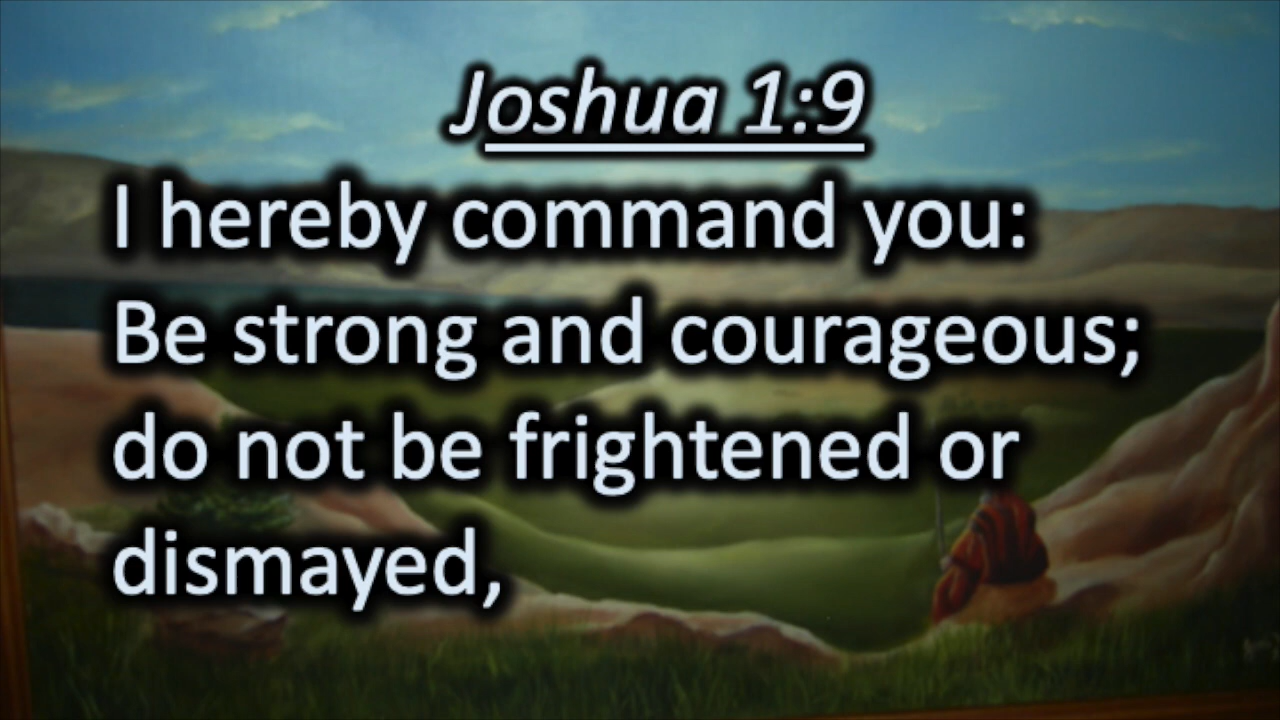 Joshua 1:9
I hereby command you:
Be strong and courageous;
do not be frightened or
dismayed,